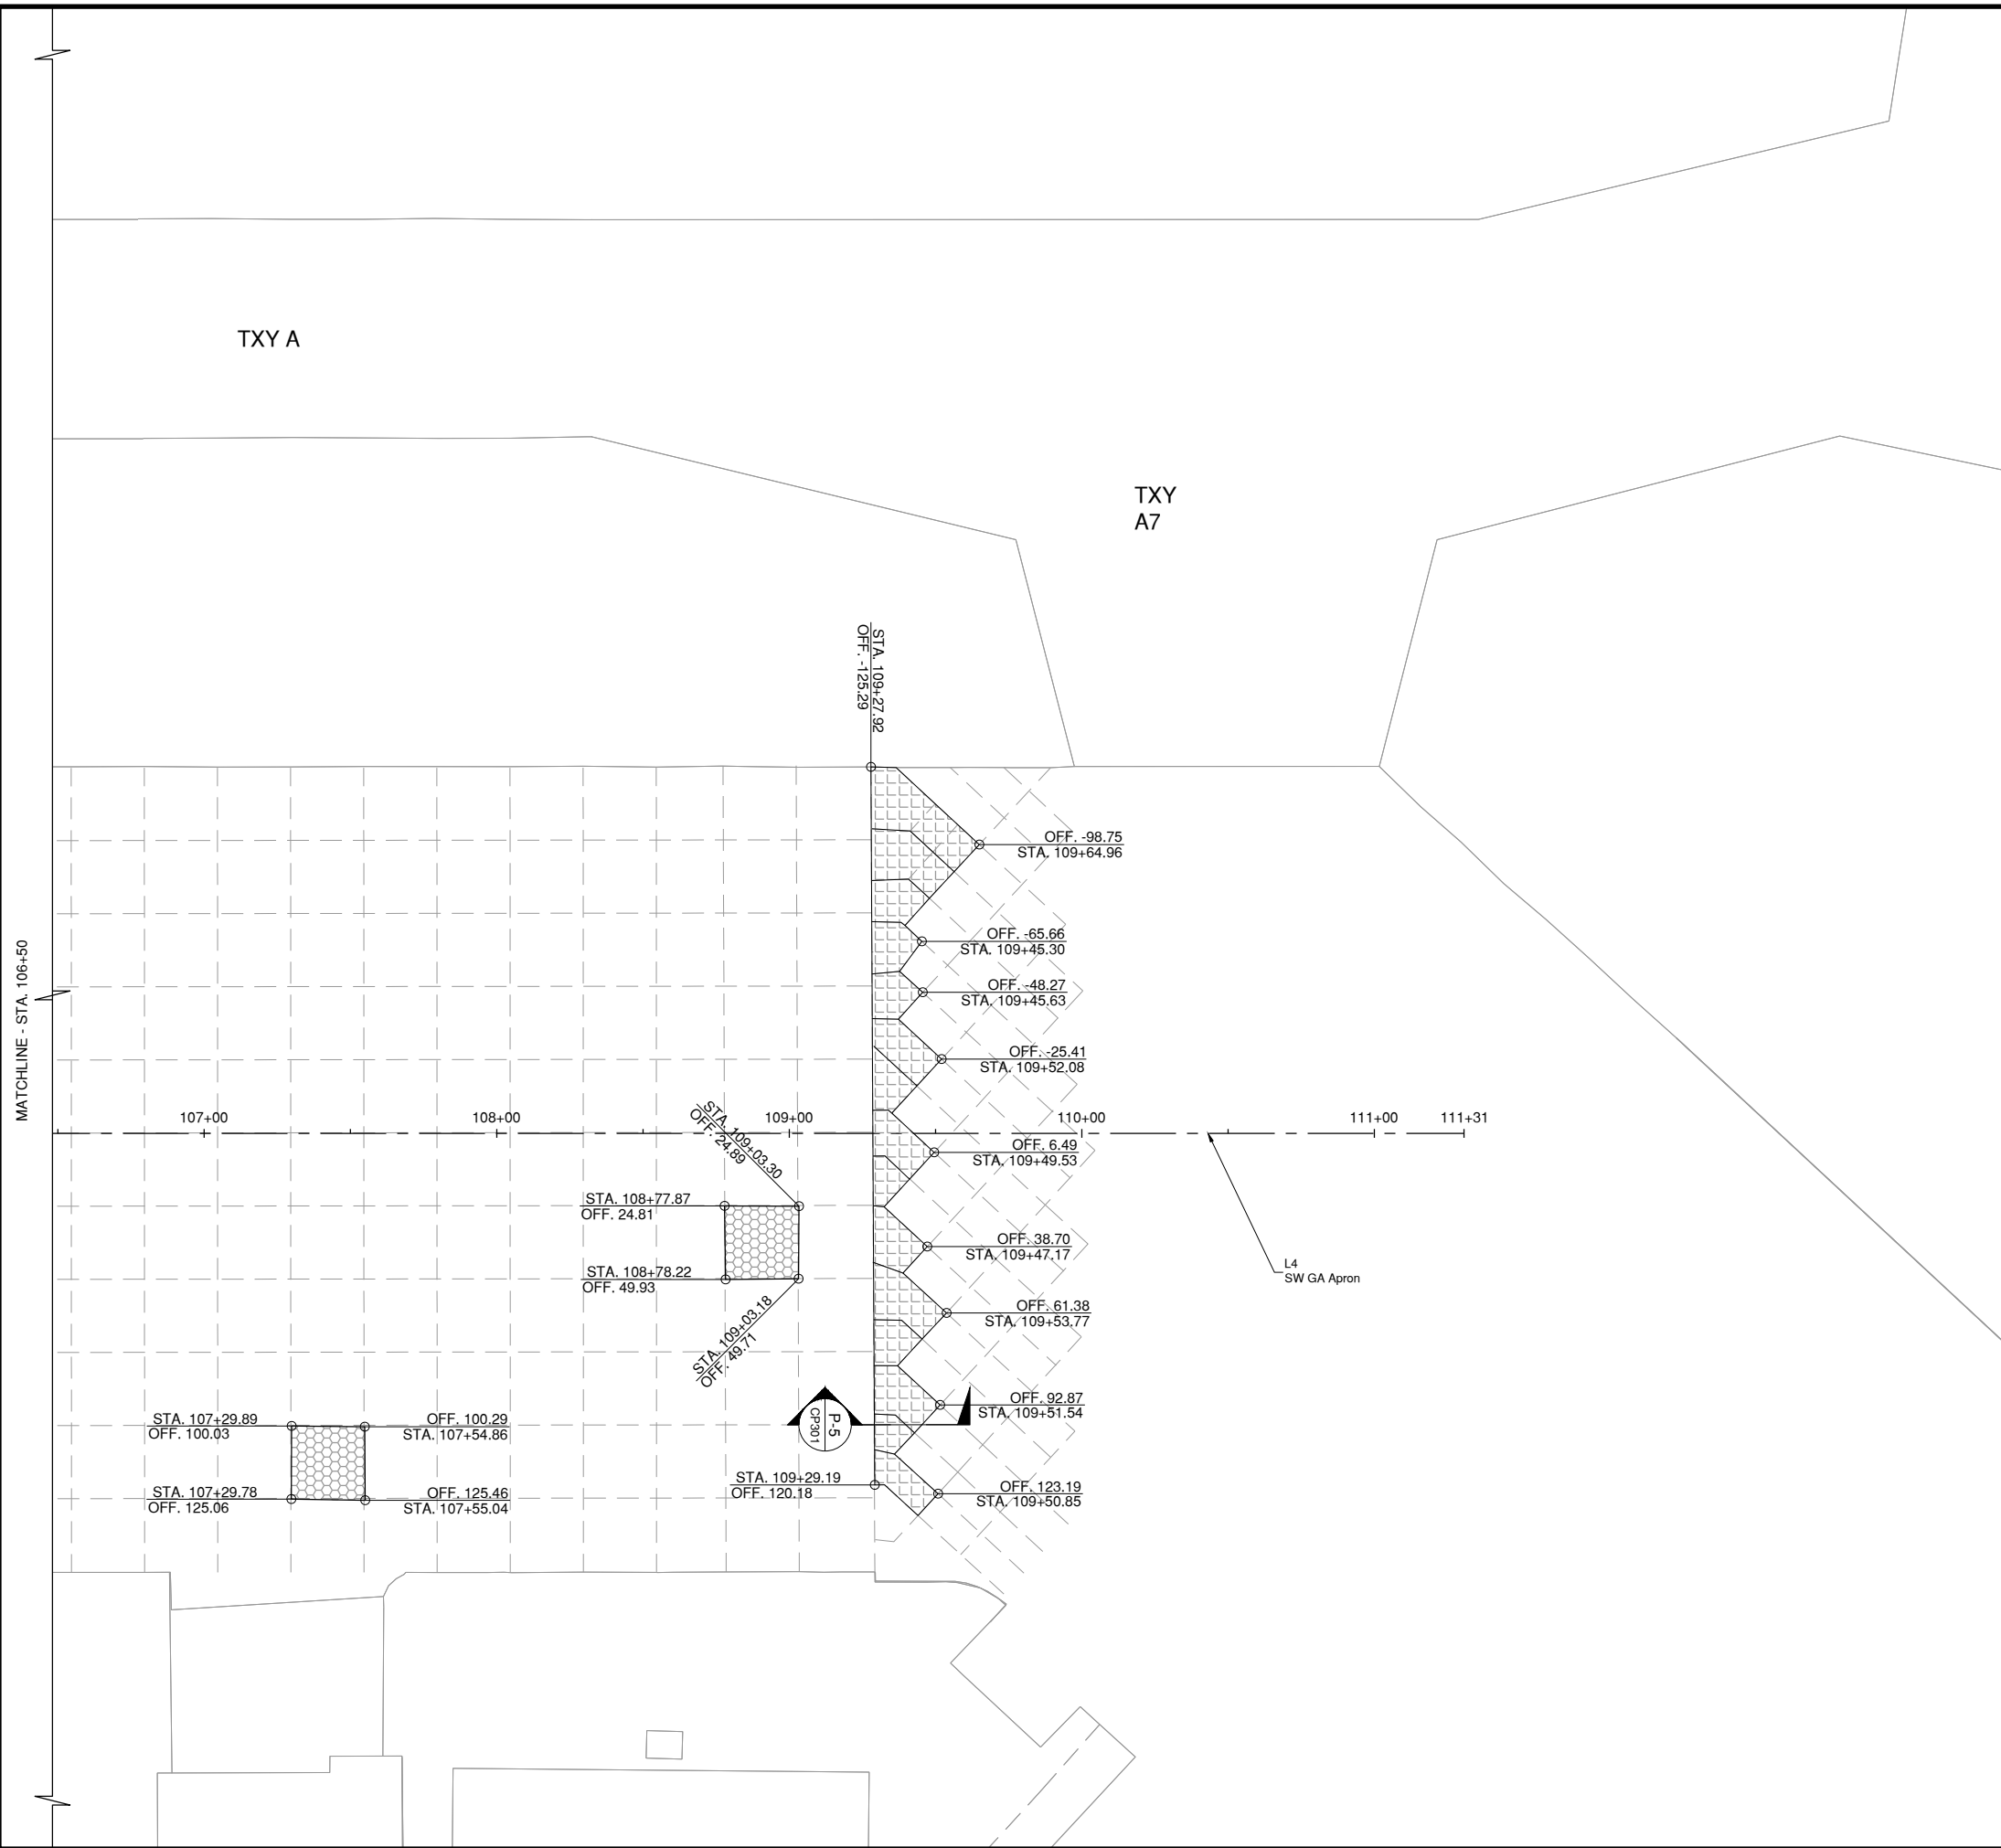 TXY A
TXY
A7
STA. 109+27.92
OFF. -125.29
OFF. -98.75
STA. 109+64.96
OFF. -65.66
STA. 109+45.30
OFF. -48.27
STA. 109+45.63
OFF. -25.41
STA. 109+52.08
MATCHLINE - STA. 106+50
107+00
108+00
109+00
110+00
111+00
111+31
STA. 109+03.30
OFF. 24.89
OFF. 6.49
STA. 109+49.53
STA. 108+77.87
OFF. 24.81
OFF. 38.70
STA. 109+47.17
L4
SW GA Apron
STA. 108+78.22
OFF. 49.93
STA. 109+03.18
OFF. 49.71
OFF. 61.38
STA. 109+53.77
OFF. 92.87
STA. 109+51.54
P-5
CP301
STA. 107+29.89
OFF. 100.03
OFF. 100.29
STA. 107+54.86
STA. 109+29.19
OFF. 120.18
OFF. 123.19
STA. 109+50.85
STA. 107+29.78
OFF. 125.06
OFF. 125.46
STA. 107+55.04